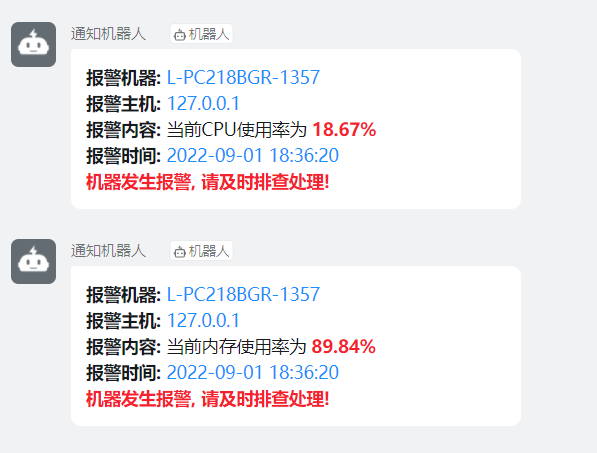 通知机器人 机器人
报警机器: L-PC218BGR-1357
报警主机: 127.0.0.1
报警内容: 当前CPU使用率为 18.67%
报警时间: 2022-09-01 18:36:20
机器发生报警, 请及时排查处理!
通知机器人 机器人
报警机器: L-PC218BGR-1357
报警主机: 127.0.0.1
报警内容: 当前内存使用率为 89.84%
报警时间: 2022-09-01 18:36:20
机器发生报警, 请及时排查处理!